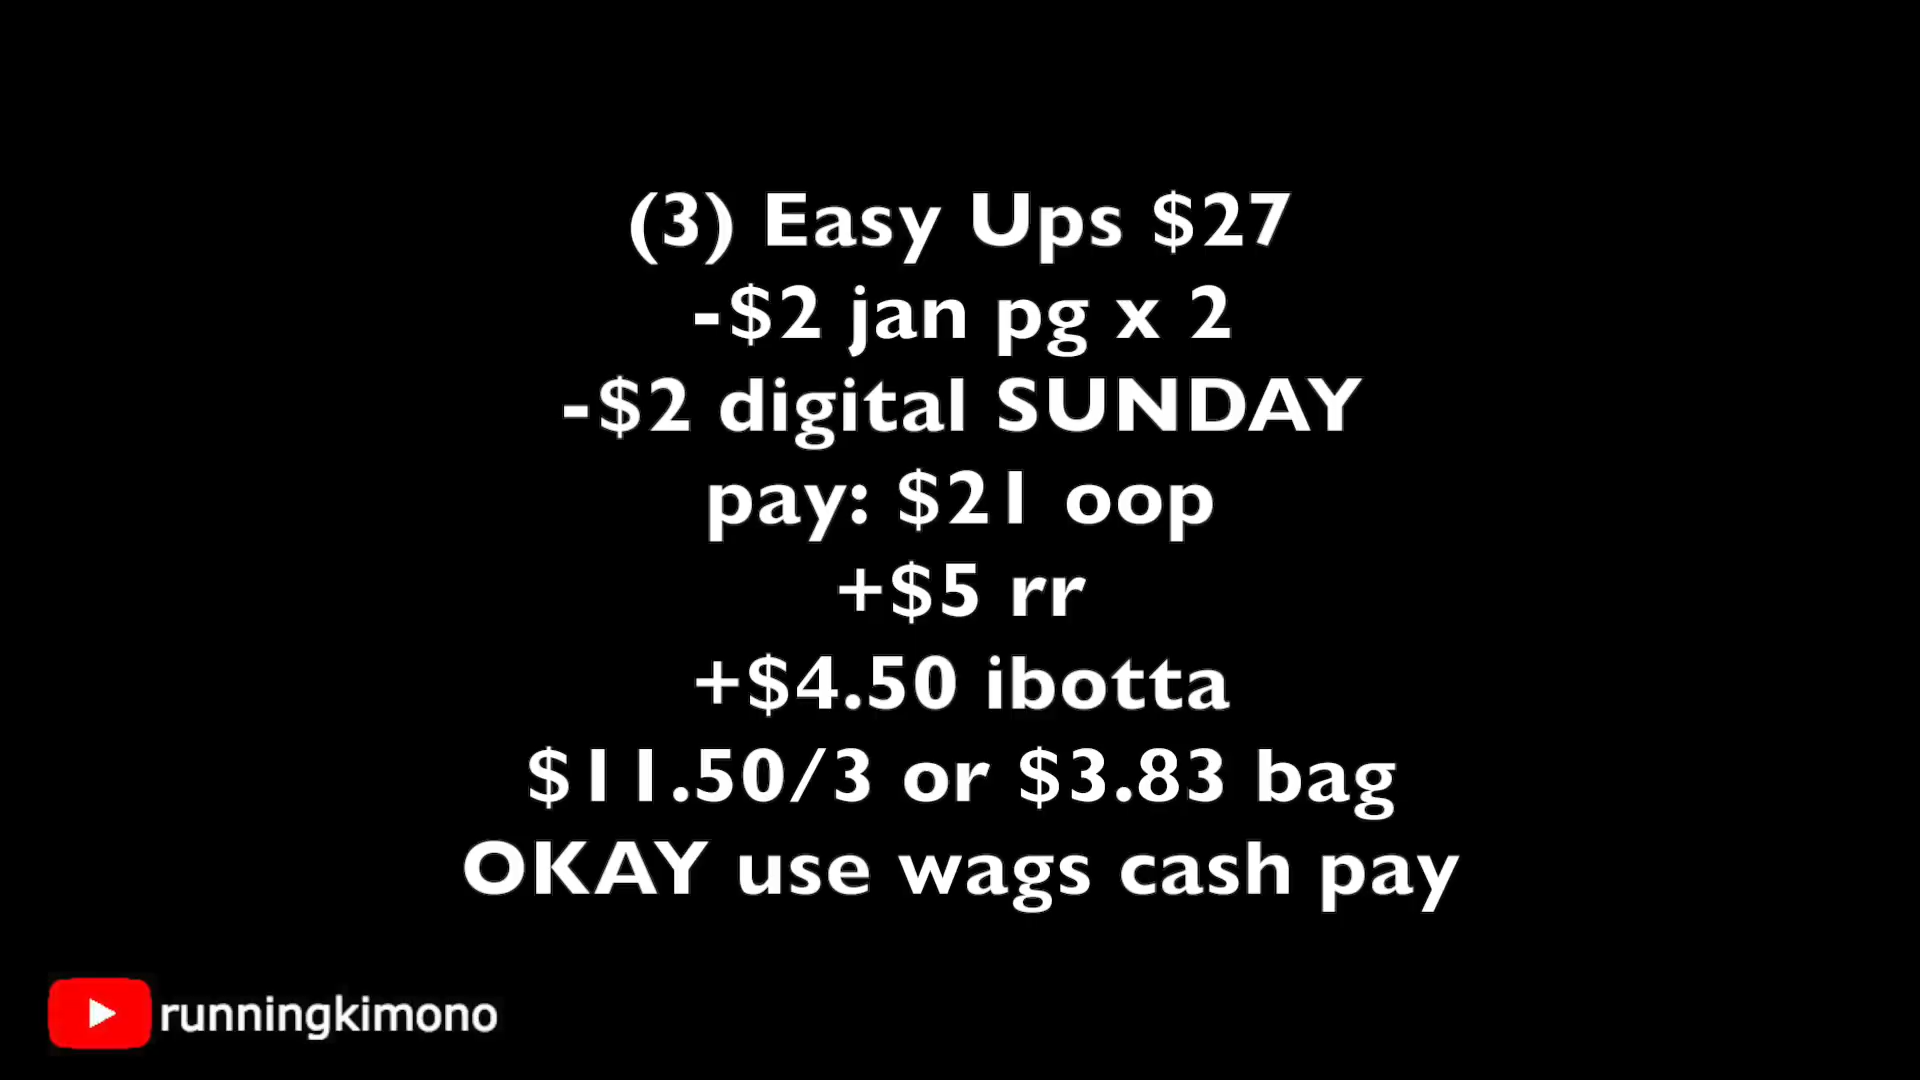 (3) Easy Ups $27
-$2 jan pg x 2
-$2 digital SUNDAY
pay: $21 oop
+$5 rr
+$4.50 ibotta
$11.50/3 or $3.83 bag
OKAY use wags cash pay
runningkimono